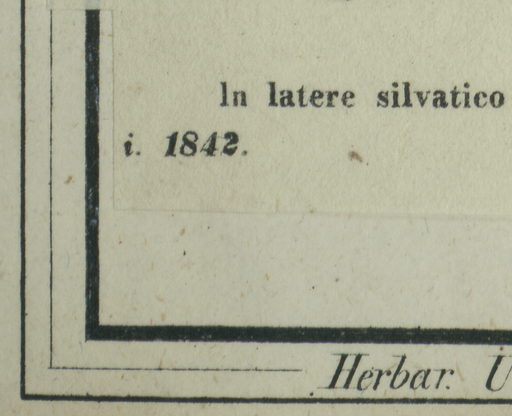 In latere silvatico
i. 1842.
Herbar. U